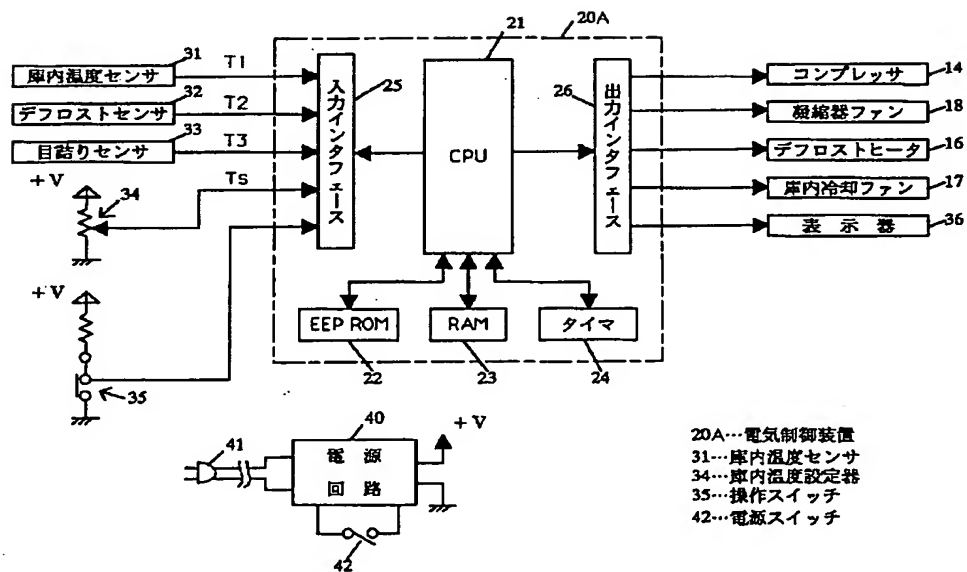 20A
21
31
T1
庫内温度センサ
32
T2
デフロストセンサ
33
T3
目詰りセンサ
+V
34
Ts
+V
35
25
入力インタフェース
CPU
26
出力インタフェース
EEP ROM
22
RAM
23
タイマ
24
コンプレッサ
14
凝縮器ファン
18
デフロストヒータ
16
庫内冷却ファン
17
表示器
36
40
41
電源
回路
+V
42
20A…電気制御装置
31…庫内温度センサ
34…庫内温度設定器
35…操作スイッチ
42…電源スイッチ